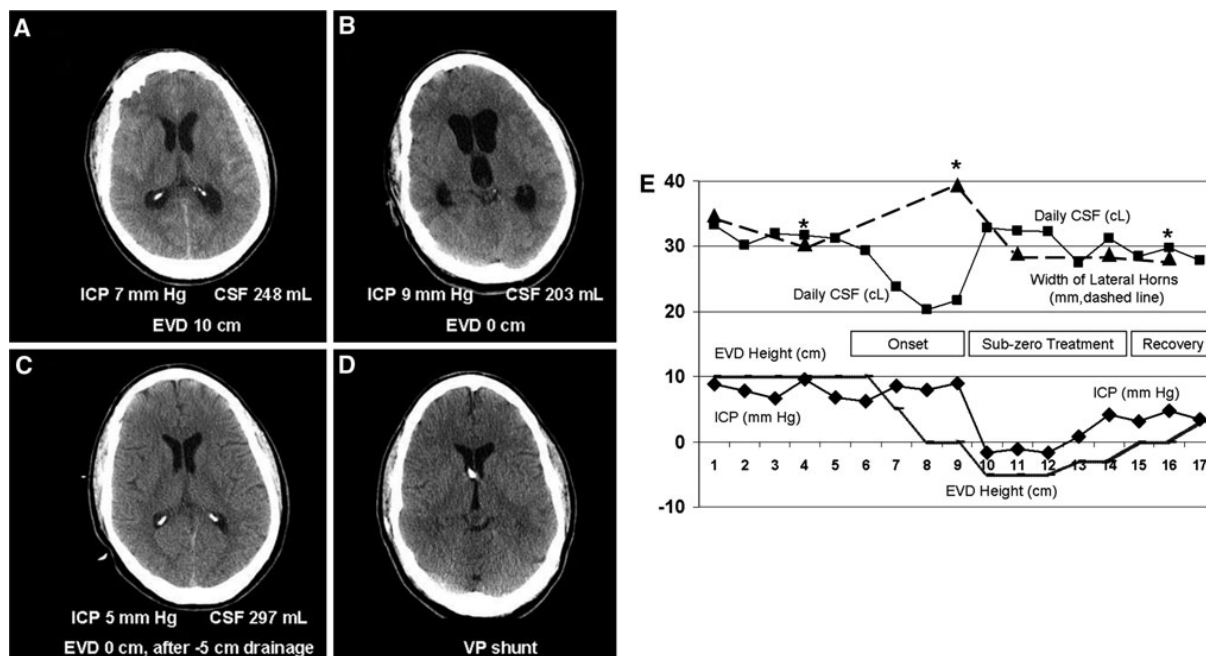 A
ICP 7 mm Hg CSF 248 mL
EVD 10 cm
B
ICP 9 mm Hg CSF 203 mL
EVD 0 cm
C
ICP 5 mm Hg CSF 297 mL
EVD 0 cm, after -5 cm drainage
D
VP shunt
E
40
30
20
10
0
-10
*
*
*
Daily CSF (cL)
Daily CSF (cL)
Width of Lateral Horns
(mm,dashed line)
Onset
Sub-zero Treatment
Recovery
EVD Height (cm)
ICP (mm Hg)
ICP (mm Hg)
1 2 3 4 5 6 7 8 9 10 11 12 13 14 15 16 17
EVD Height (cm)